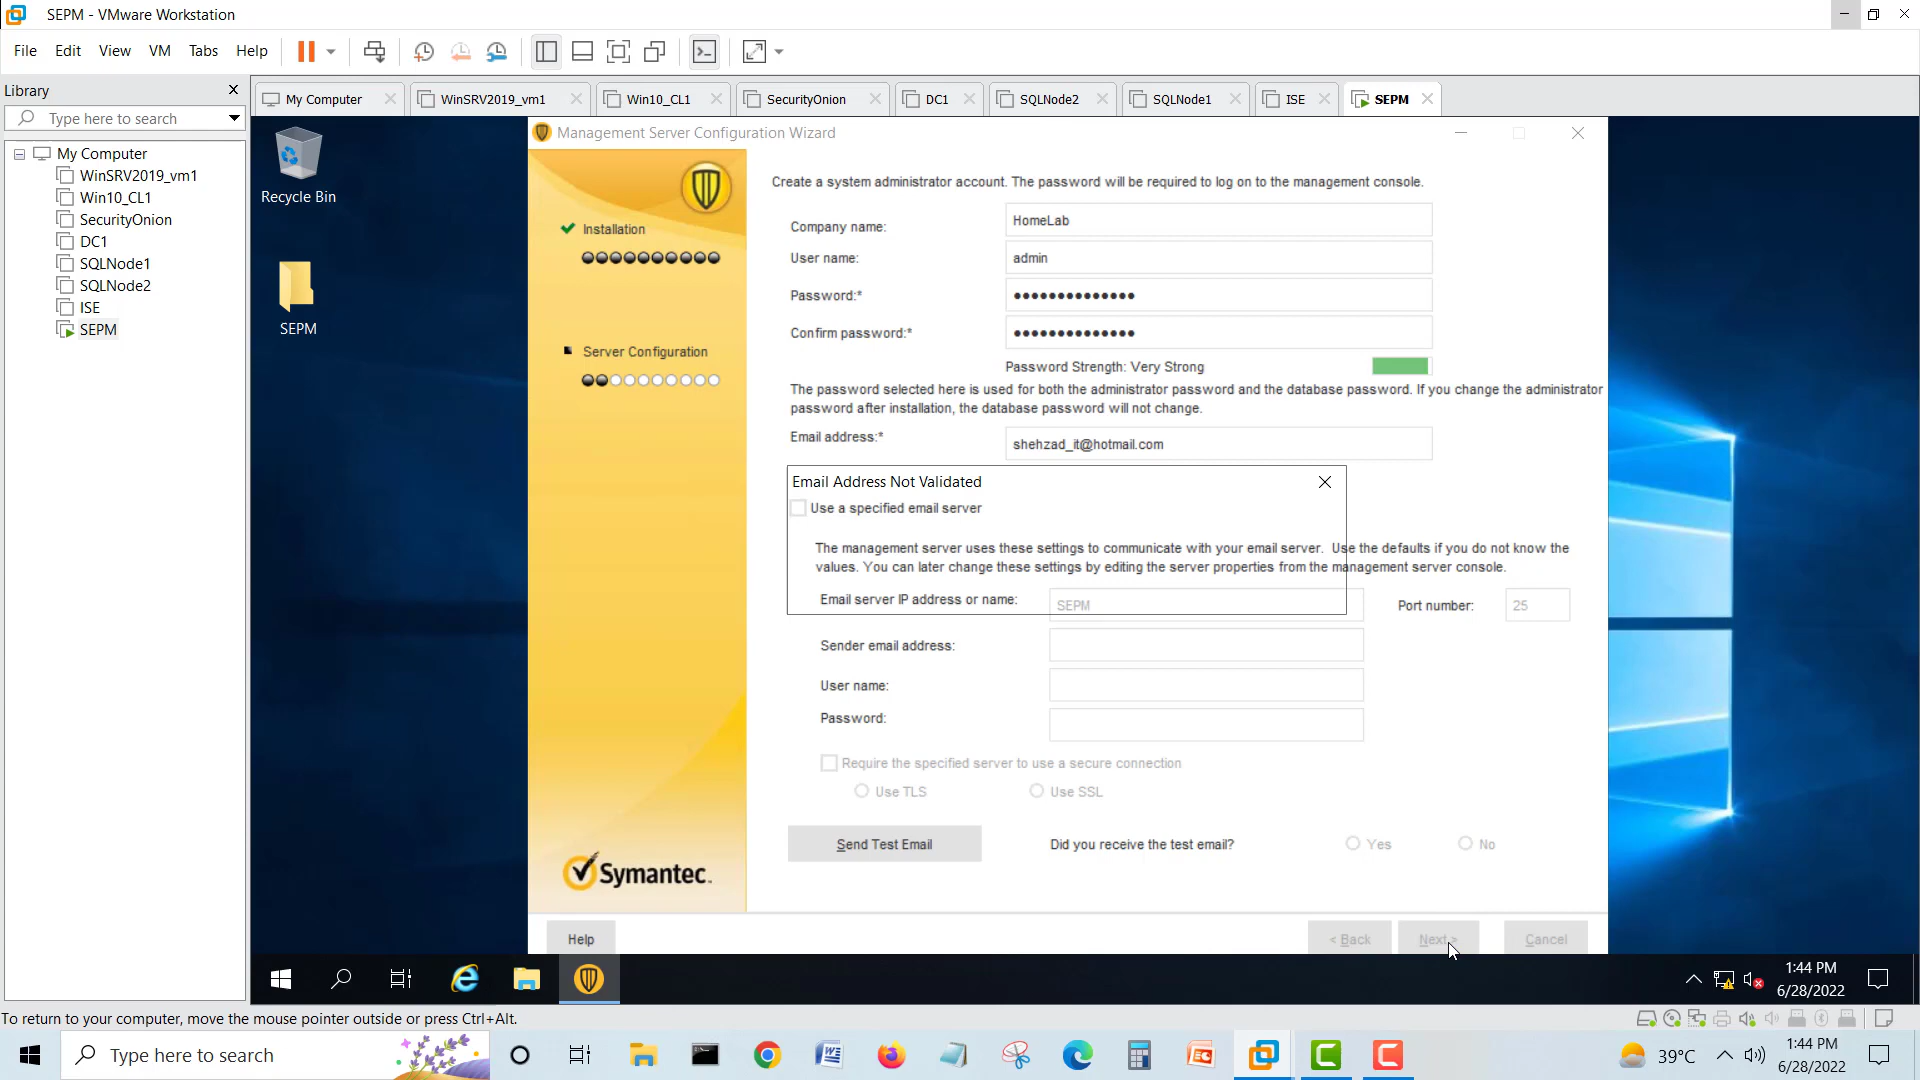 SEPM - VMware Workstation
File Edit View VM Tabs Help
Library
My Computer WinSRV2019_vm1 Win10_CL1 SecurityOnion DC1 SQLNode2 SQLNode1 ISE SEPM
Type here to search
My Computer
WinSRV2019_vm1
Win10_CL1
SecurityOnion
DC1
SQLNode1
SQLNode2
ISE
SEPM
Recycle Bin
SEPM
Management Server Configuration Wizard
Installation
Server Configuration
Symantec.
Create a system administrator account. The password will be required to log on to the management console.
Company name: HomeLab
User name: admin
Password:* ●●●●●●●●●●●●●●
Confirm password:* ●●●●●●●●●●●●●●
Password Strength: Very Strong
The password selected here is used for both the administrator password and the database password. If you change the administrator
password after installation, the database password will not change.
Email address:* shehzad_it@hotmail.com
Email Address Not Validated
Use a specified email server
The management server uses these settings to communicate with your email server. Use the defaults if you do not know the
values. You can later change these settings by editing the server properties from the management server console.
Email server IP address or name: SEPM Port number: 25
Sender email address:
User name:
Password:
Require the specified server to use a secure connection
Use TLS Use SSL
Send Test Email Did you receive the test email? Yes No
Help < Back Next > Cancel
1:44 PM
6/28/2022
To return to your computer, move the mouse pointer outside or press Ctrl+Alt.
Type here to search
39°C
1:44 PM
6/28/2022